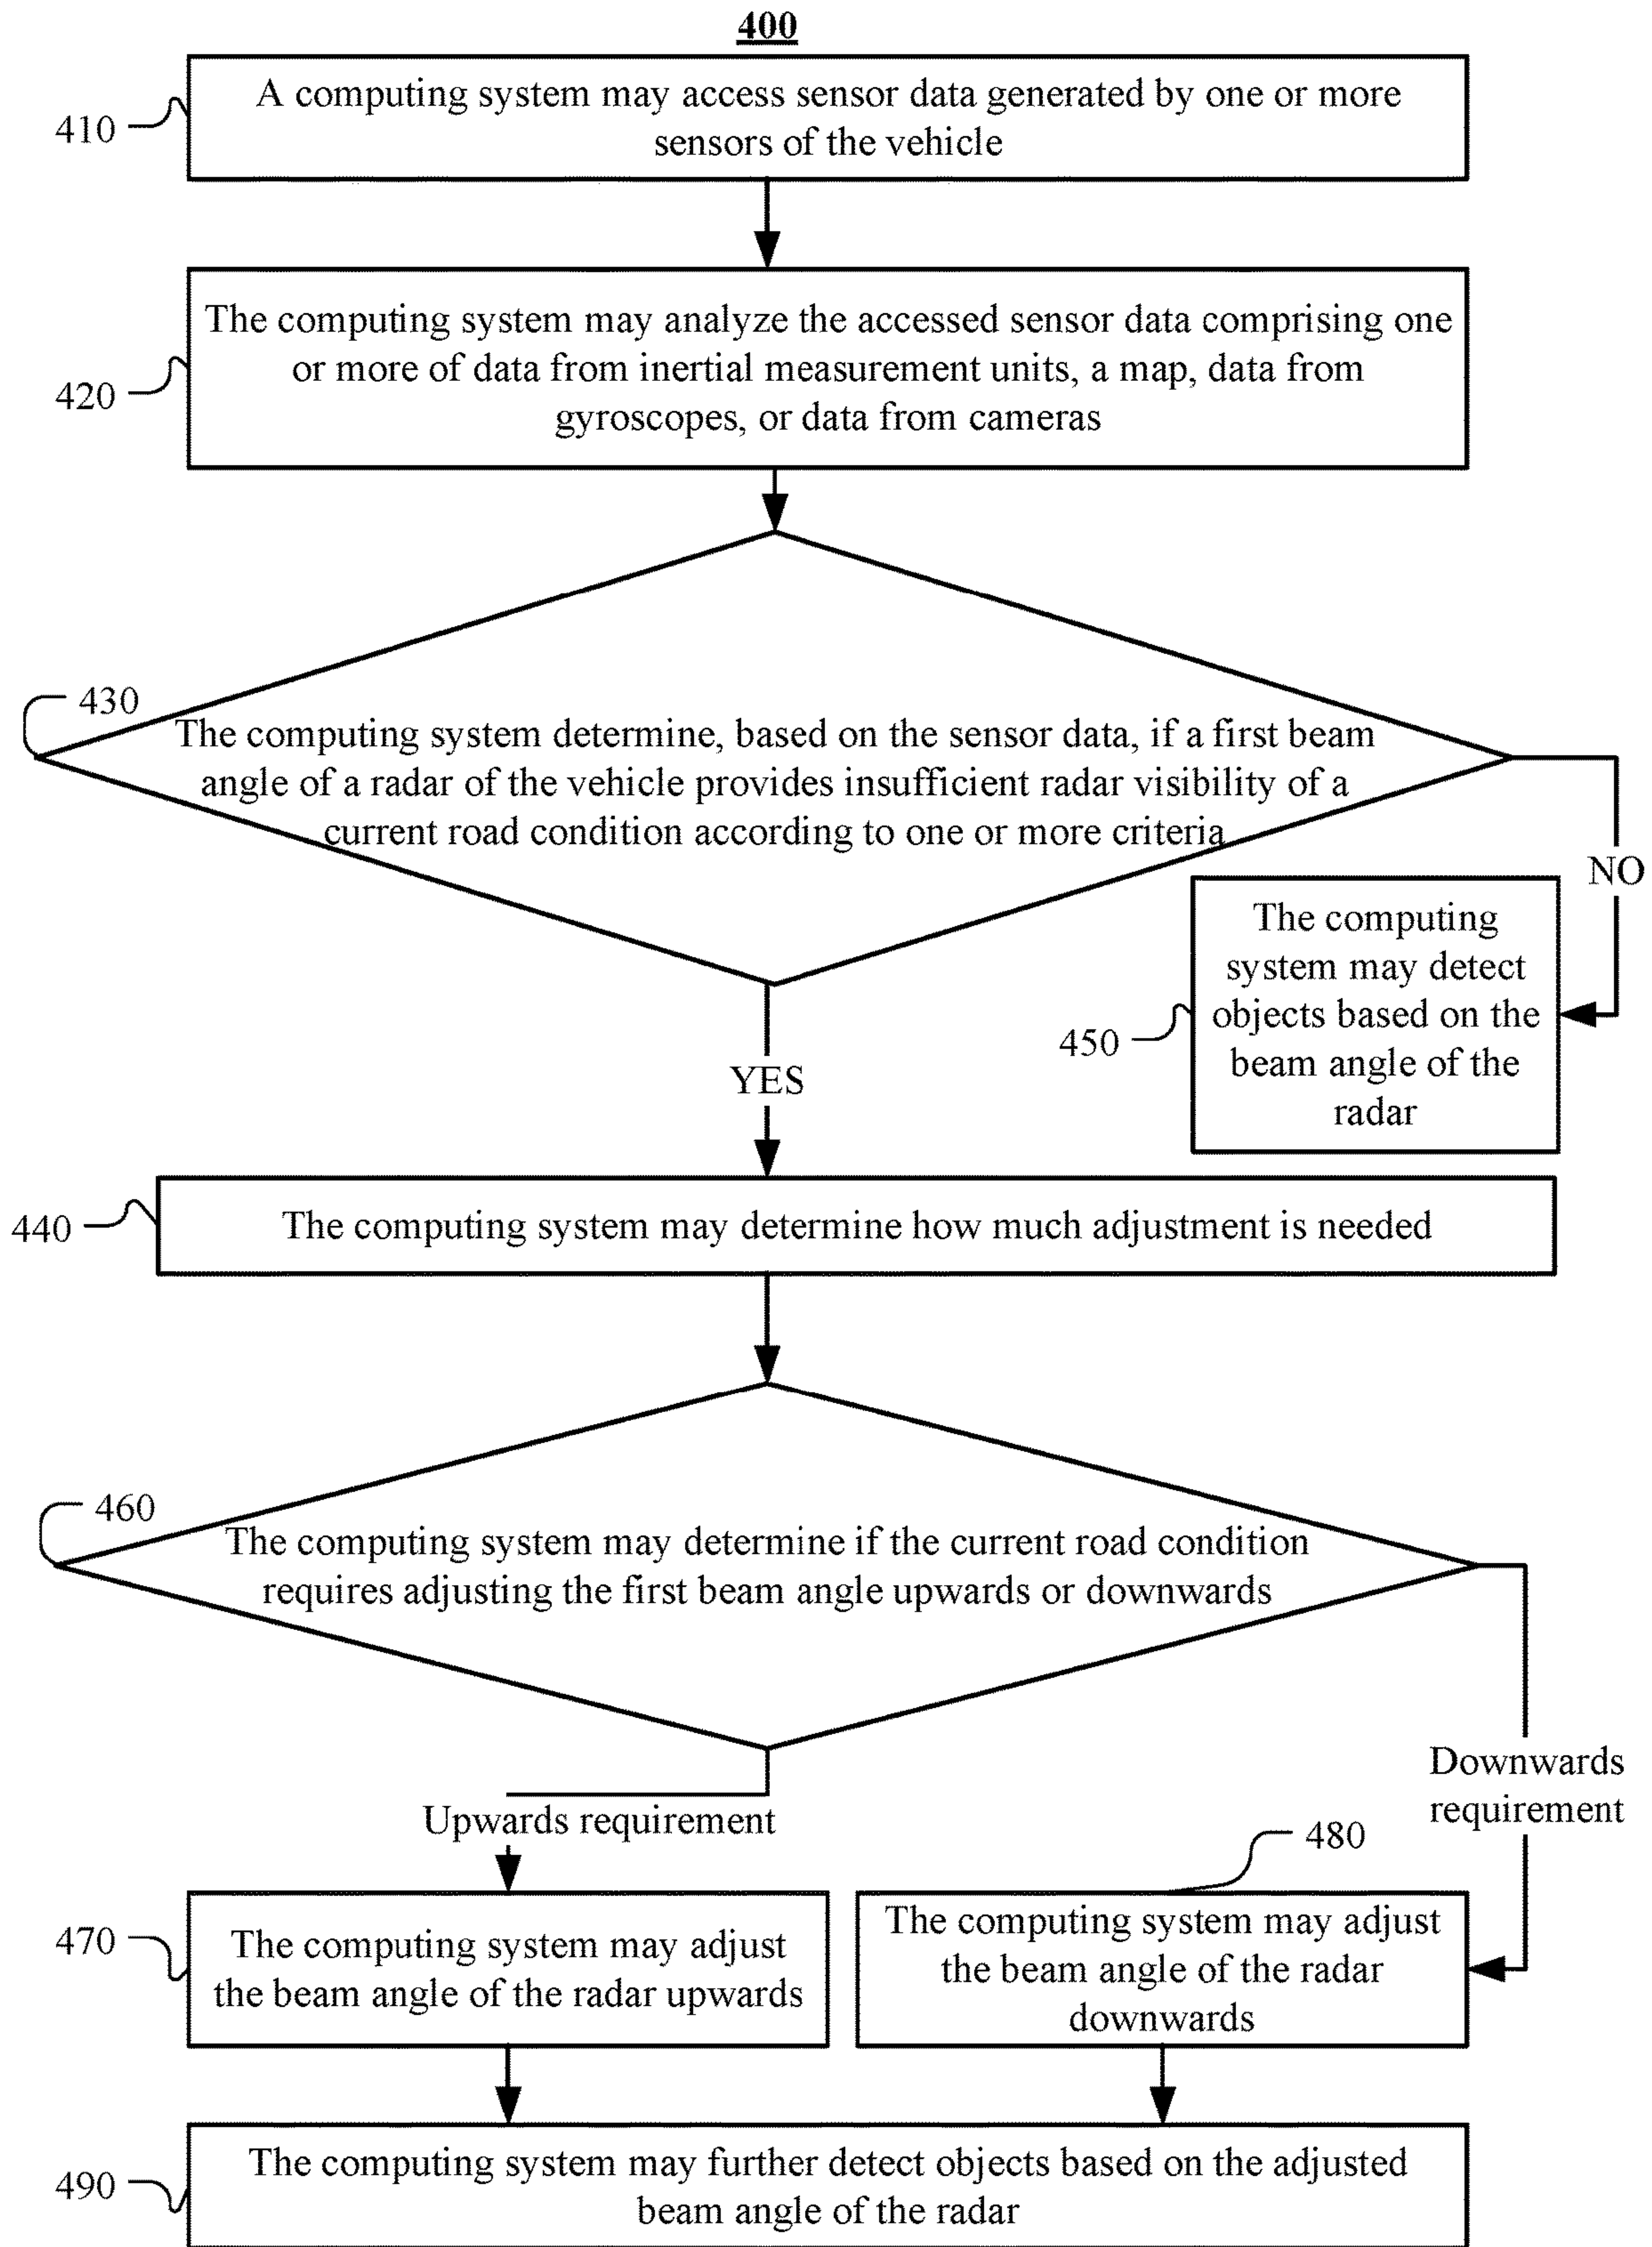 400
A computing system may access sensor data generated by one or more
sensors of the vehicle
410
The computing system may analyze the accessed sensor data comprising one
or more of data from inertial measurement units, a map, data from
gyroscopes, or data from cameras
420
430
The computing system determine, based on the sensor data, if a first beam
angle of a radar of the vehicle provides insufficient radar visibility of a
current road condition according to one or more criteria
NO
The computing
system may detect
objects based on the
beam angle of the
radar
450
YES
440
The computing system may determine how much adjustment is needed
460
The computing system may determine if the current road condition
requires adjusting the first beam angle upwards or downwards
Downwards
requirement
Upwards requirement
480
470
The computing system may adjust
the beam angle of the radar upwards
The computing system may adjust
the beam angle of the radar
downwards
490
The computing system may further detect objects based on the adjusted
beam angle of the radar